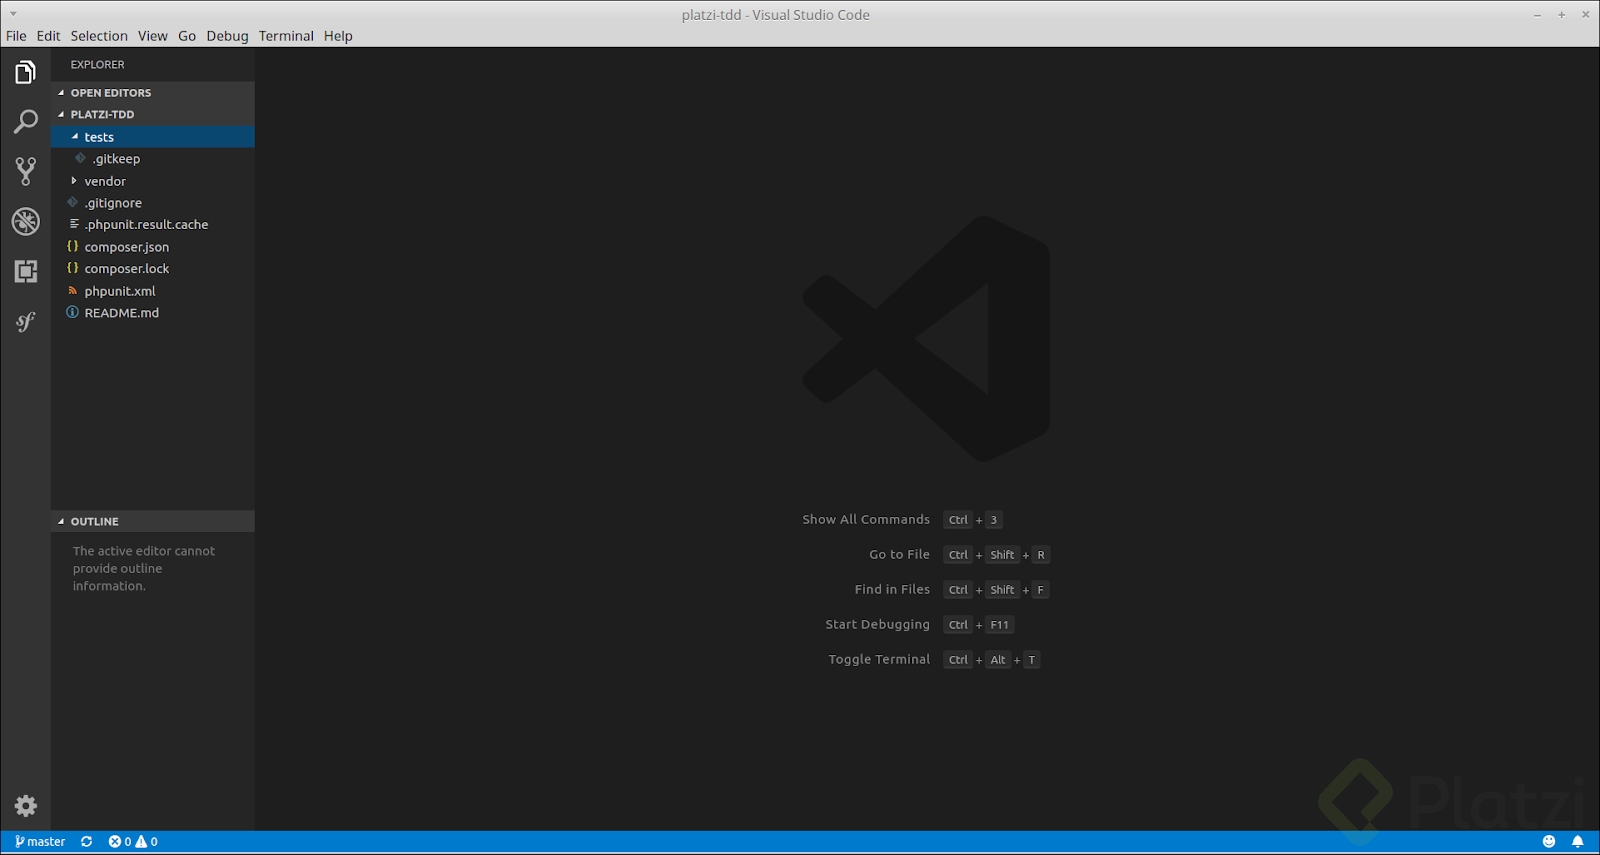 platzi-tdd - Visual Studio Code
File Edit Selection View Go Debug Terminal Help
EXPLORER
OPEN EDITORS
PLATZI-TDD
tests
.gitkeep
vendor
.gitignore
.phpunit.result.cache
composer.json
composer.lock
phpunit.xml
README.md
OUTLINE
The active editor cannot
provide outline
information.
Show All Commands Ctrl + 3
Go to File Ctrl + Shift + R
Find in Files Ctrl + Shift + F
Start Debugging Ctrl + F11
Toggle Terminal Ctrl + Alt + T
Platzi
master 0 0